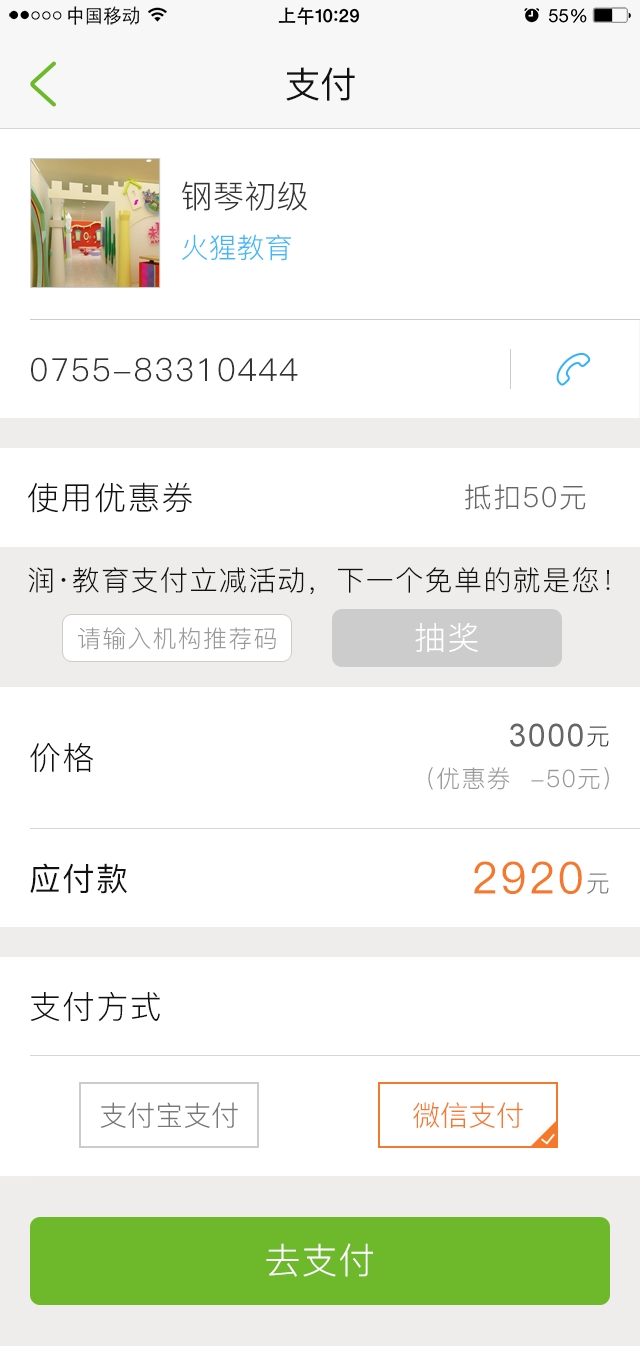 中国移动 上午10:29 55%
支付
钢琴初级
火猩教育
0755-83310444
使用优惠券 抵扣50元
润·教育支付立减活动，下一个免单的就是您！
请输入机构推荐码 抽奖
价格 3000元
（优惠券 -50元）
应付款 2920元
支付方式
支付宝支付 微信支付
去支付